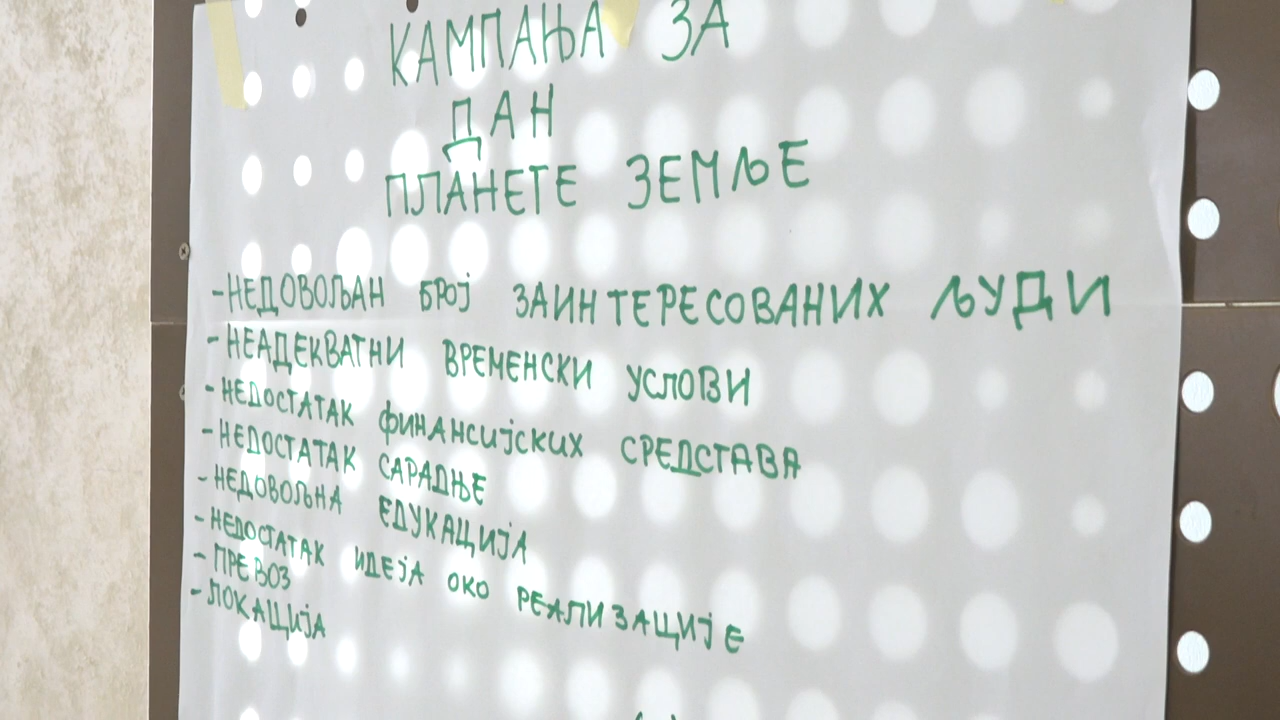 КАМПАЊА ЗА
ДАН
ПЛАНЕТЕ ЗЕМЉЕ
-НЕДОВОЉАН БРОЈ ЗАИНТЕРЕСОВАНИХ ЉУДИ
-НЕАДЕКВАТНИ ВРЕМЕНСКИ УСЛОВИ
-НЕДОСТАТАК ФИНАНСИЈСКИХ СРЕДСТАВА
-НЕДОСТАТАК САРАДЊЕ
-НЕДОВОЉНА ЕДУКАЦИЈА
-НЕДОСТАТАК ИДЕЈА ОКО РЕАЛИЗАЦИЈЕ
-ПРЕВОЗ
-ЛОКАЦИЈА